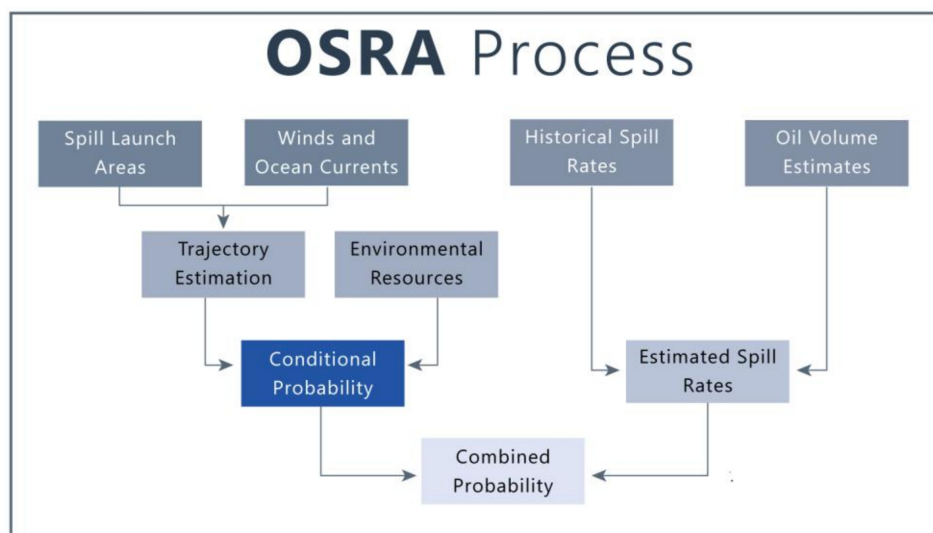 OSRA Process
Spill Launch
Areas
Winds and
Ocean Currents
Historical Spill
Rates
Oil Volume
Estimates
Trajectory
Estimation
Environmental
Resources
Conditional
Probability
Estimated Spill
Rates
Combined
Probability